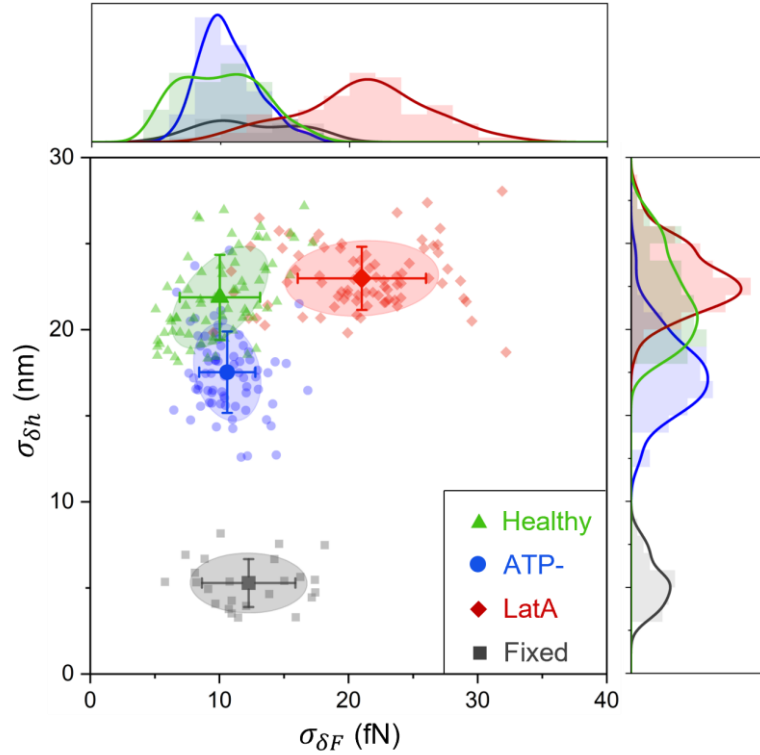 30
20
10
0
σδh (nm)
0 10 20 30 40
σδF (fN)
Healthy
ATP-
LatA
Fixed